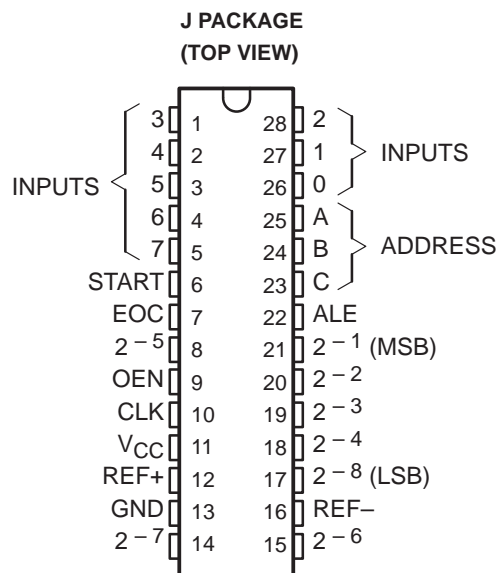 J PACKAGE
(TOP VIEW)
3 1 28 2
4 2 27 1 INPUTS
INPUTS 5 3 26 0
6 4 25 A
7 5 24 B ADDRESS
START 6 23 C
EOC 7 22 ALE
2 – 5 8 21 2 – 1 (MSB)
OEN 9 20 2 – 2
CLK 10 19 2 – 3
VCC 11 18 2 – 4
REF+ 12 17 2 – 8 (LSB)
GND 13 16 REF–
2 – 7 14 15 2 – 6